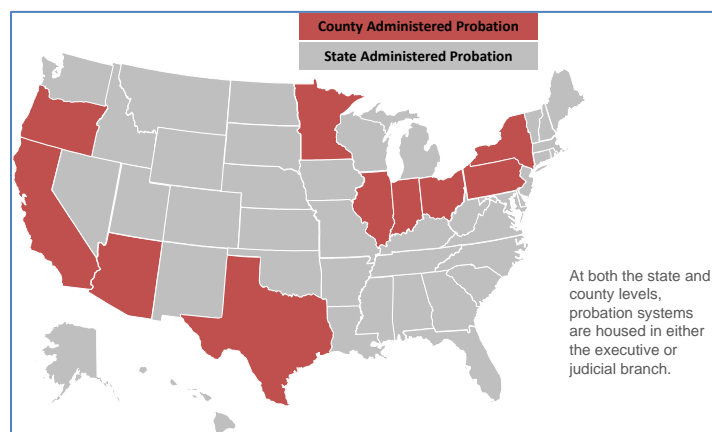 County Administered Probation
State Administered Probation
At both the state and
county levels,
probation systems
are housed in either
the executive or
judicial branch.